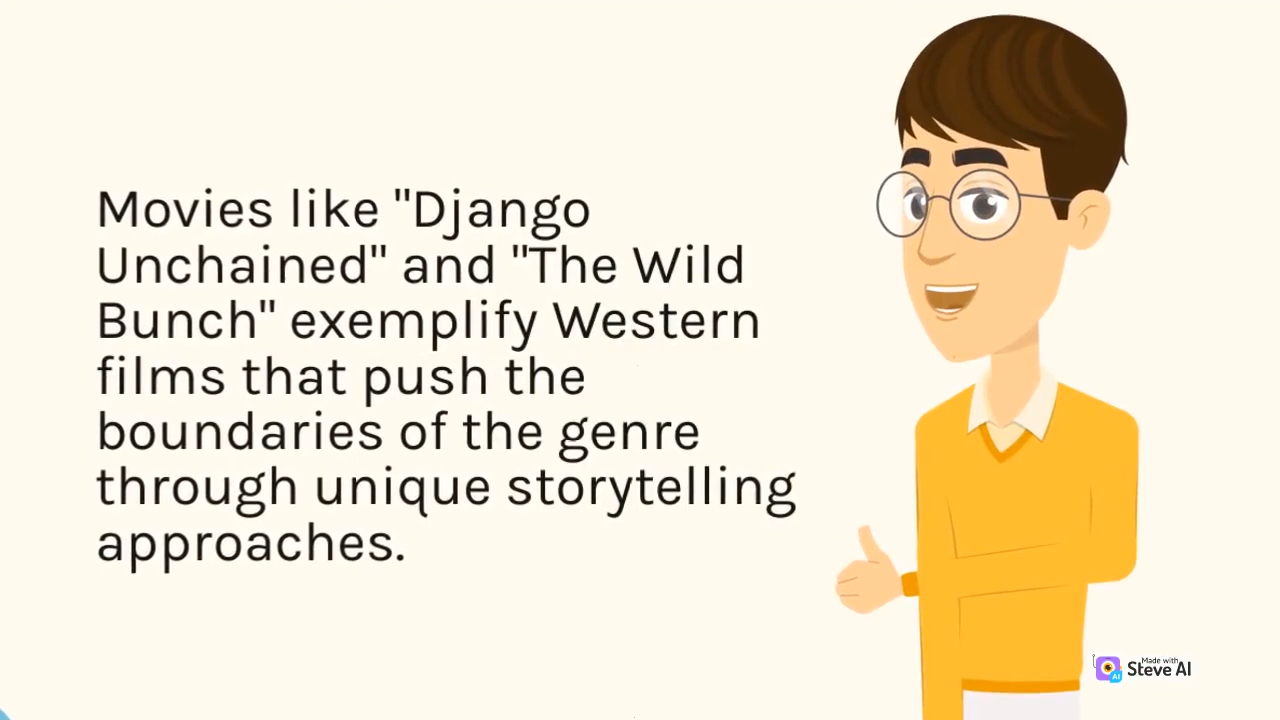 Movies like "Django
Unchained" and "The Wild
Bunch" exemplify Western
films that push the
boundaries of the genre
through unique storytelling
approaches.
Made with
Steve AI
AI